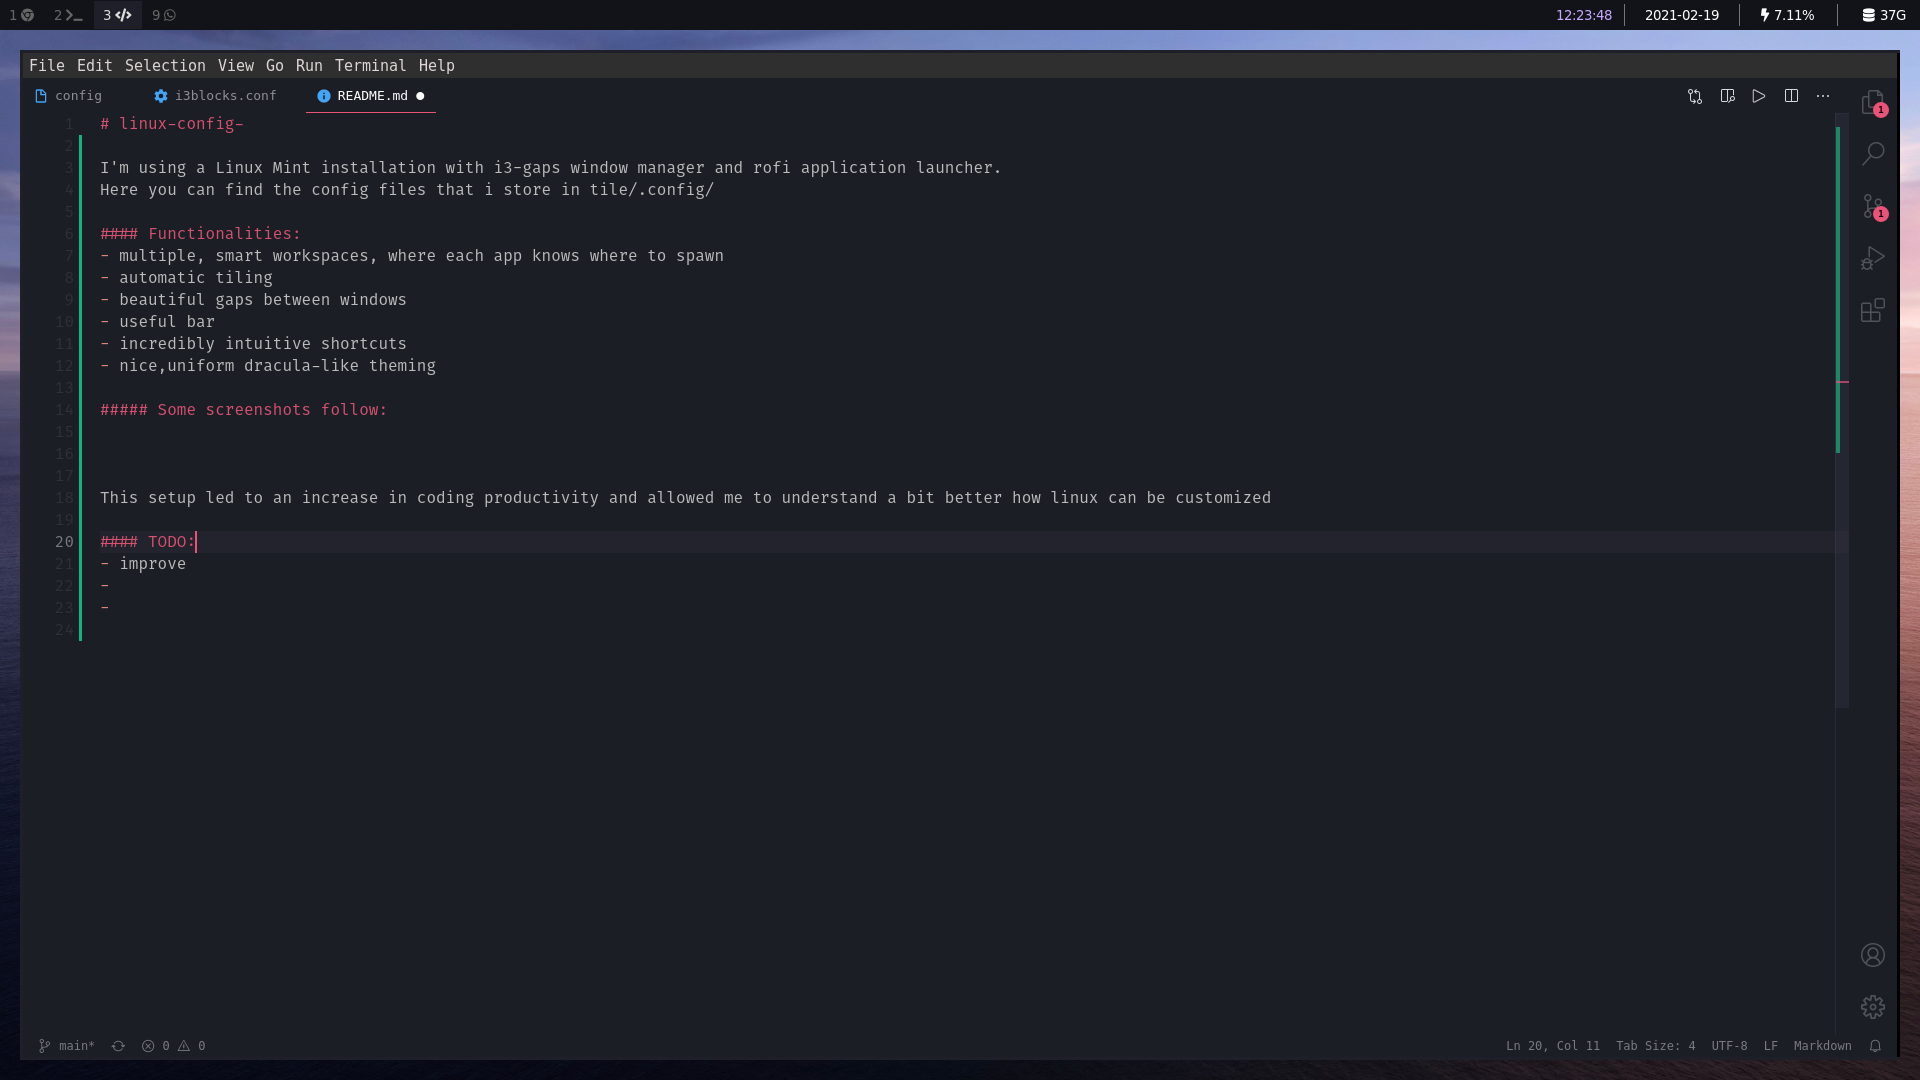 1 2 3 9 12:23:48 2021-02-19 7.11% 37G
File Edit Selection View Go Run Terminal Help
config i3blocks.conf README.md
1 # linux-config-
2
3 I'm using a Linux Mint installation with i3-gaps window manager and rofi application launcher.
4 Here you can find the config files that i store in tile/.config/
5
6 #### Functionalities:
7 - multiple, smart workspaces, where each app knows where to spawn
8 - automatic tiling
9 - beautiful gaps between windows
10 - useful bar
11 - incredibly intuitive shortcuts
12 - nice,uniform dracula-like theming
13
14 ##### Some screenshots follow:
15
16
17
18 This setup led to an increase in coding productivity and allowed me to understand a bit better how linux can be customized
19
20 #### TODO:
21 - improve
22 -
23 -
24
1
1
main* 0 0 Ln 20, Col 11 Tab Size: 4 UTF-8 LF Markdown